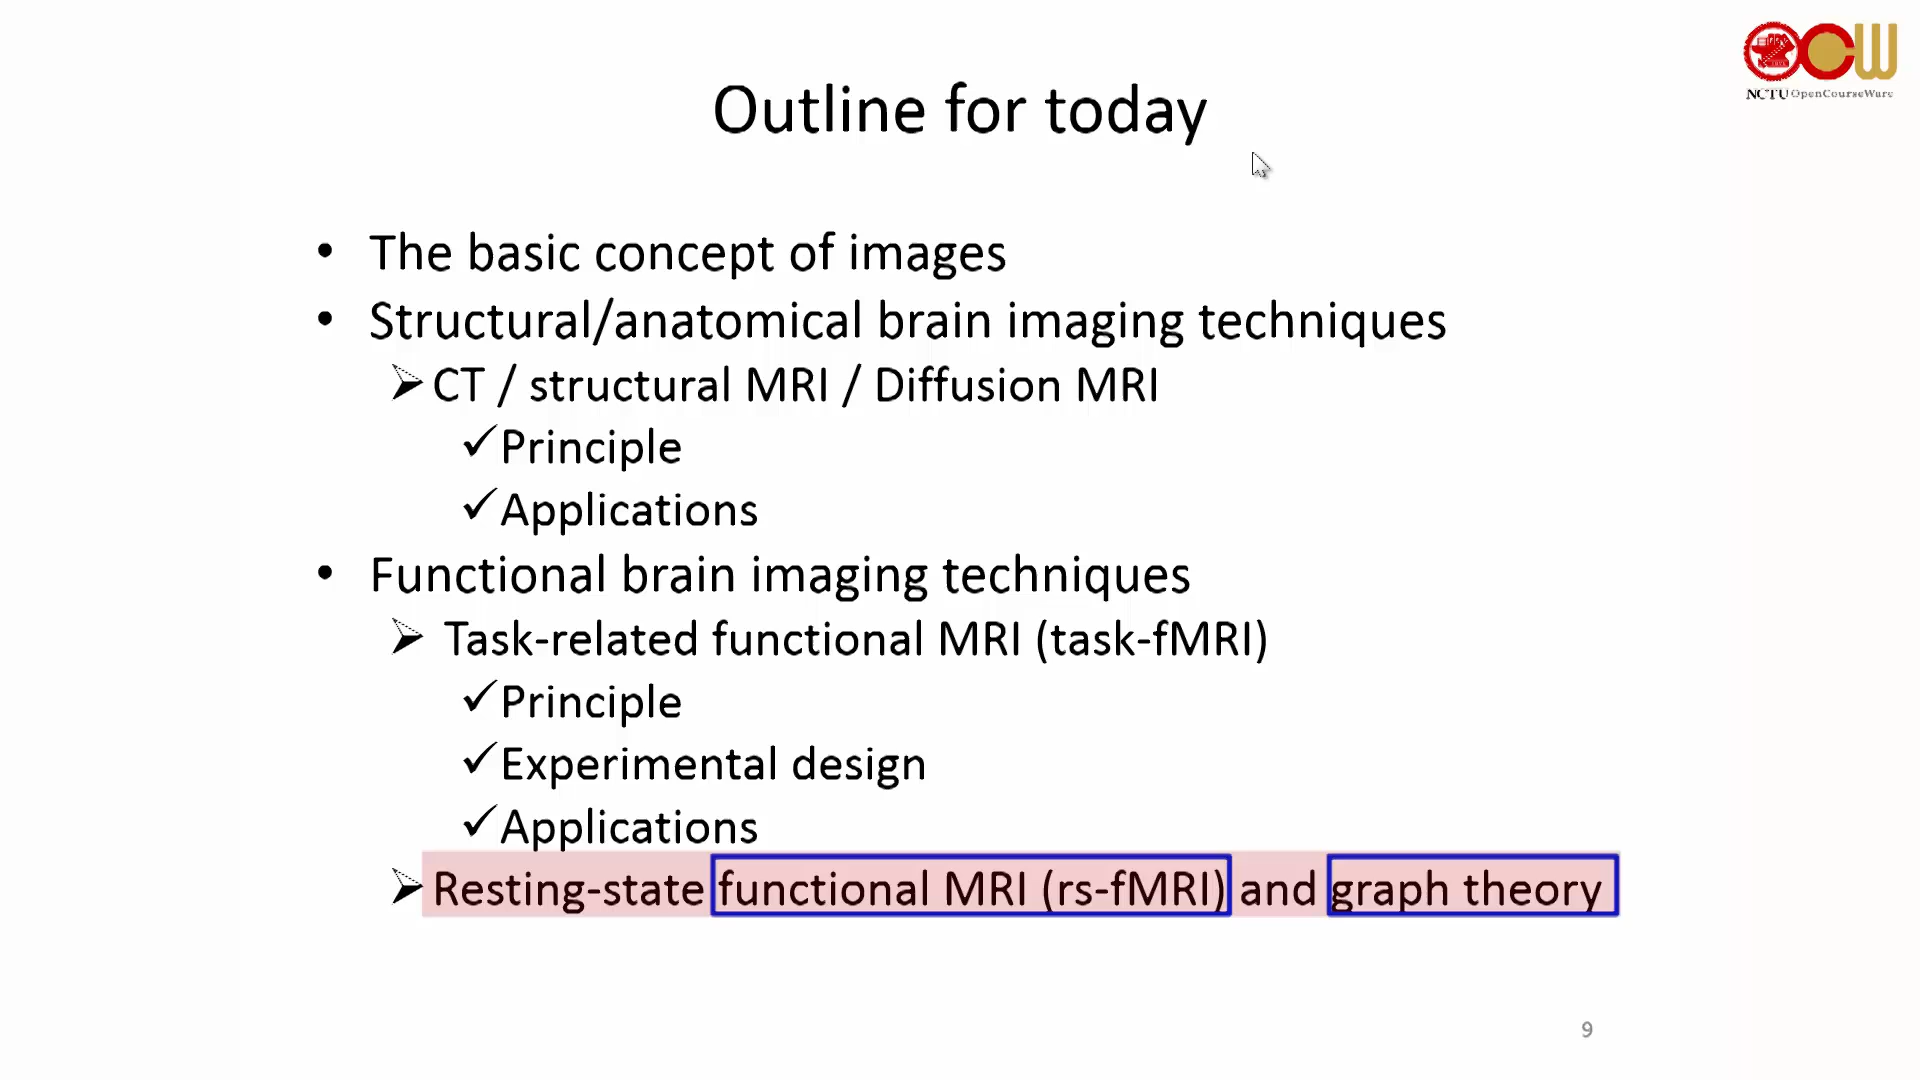 NCTU OpenCourseWare
Outline for today
• The basic concept of images
• Structural/anatomical brain imaging techniques
➢ CT / structural MRI / Diffusion MRI
✓ Principle
✓ Applications
• Functional brain imaging techniques
➢ Task-related functional MRI (task-fMRI)
✓ Principle
✓ Experimental design
✓ Applications
➢ Resting-state functional MRI (rs-fMRI) and graph theory
9